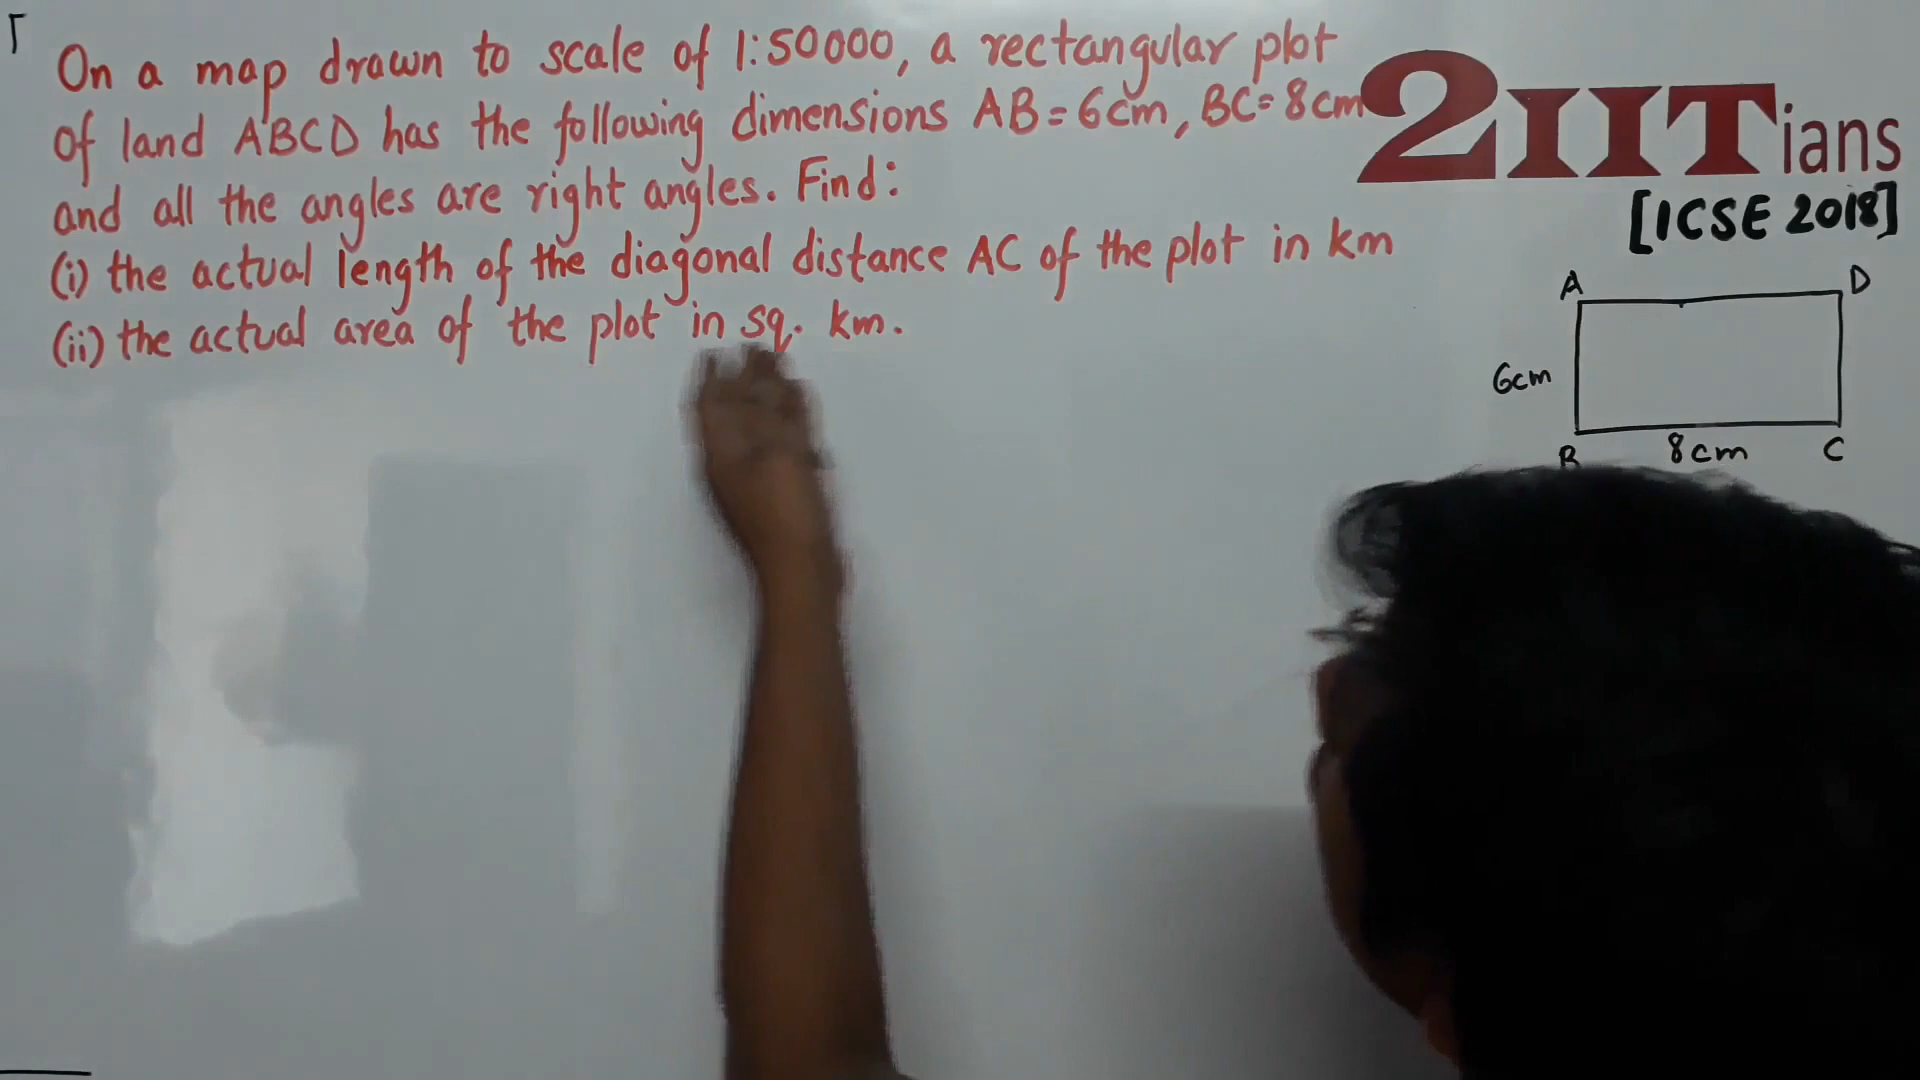 On a map drawn to scale of 1:50000, a rectangular plot
of land ABCD has the following dimensions AB=6cm, BC=8cm
and all the angles are right angles. Find:
(i) the actual length of the diagonal distance AC of the plot in km
(ii) the actual area of the plot in sq. km.
2IITians
[ICSE 2018]
A D
6cm
B 8cm C